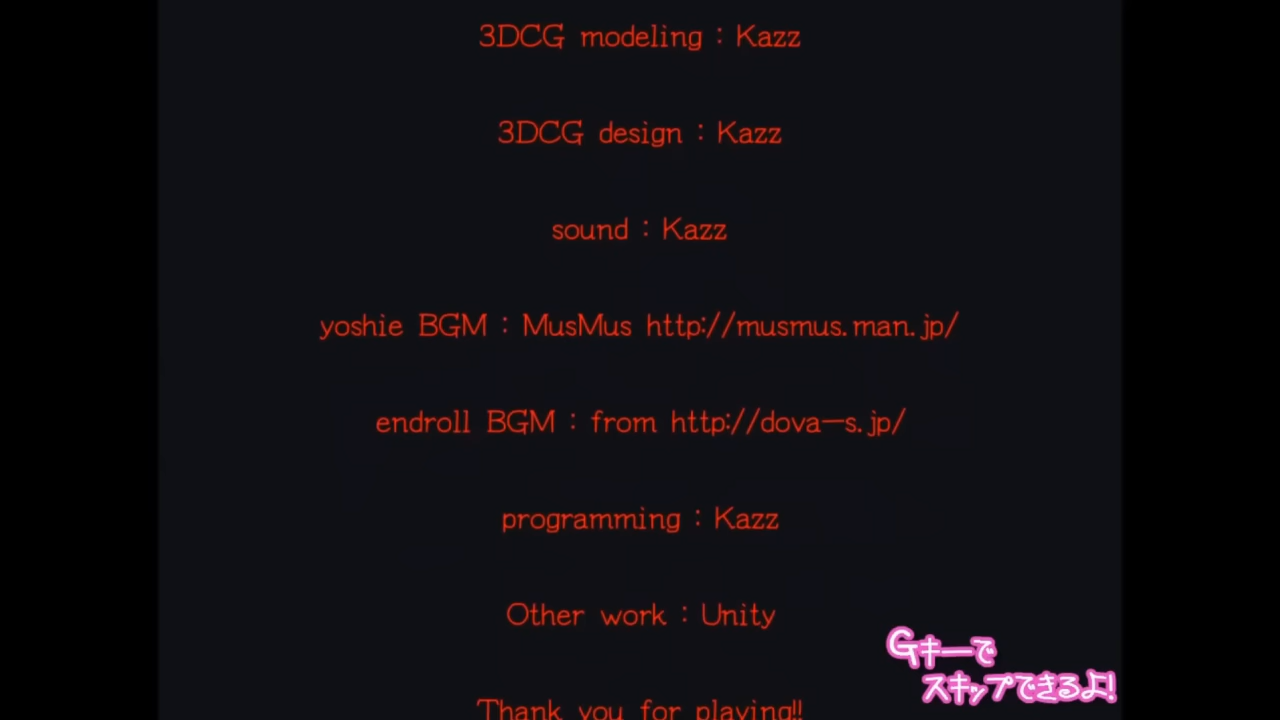 3DCG modeling : Kazz
3DCG design : Kazz
sound : Kazz
yoshie BGM : MusMus http://musmus.man.jp/
endroll BGM : from http://dova-s.jp/
programming : Kazz
Other work : Unity
Thank you for playing!!
Gキーで
スキップできるよ!